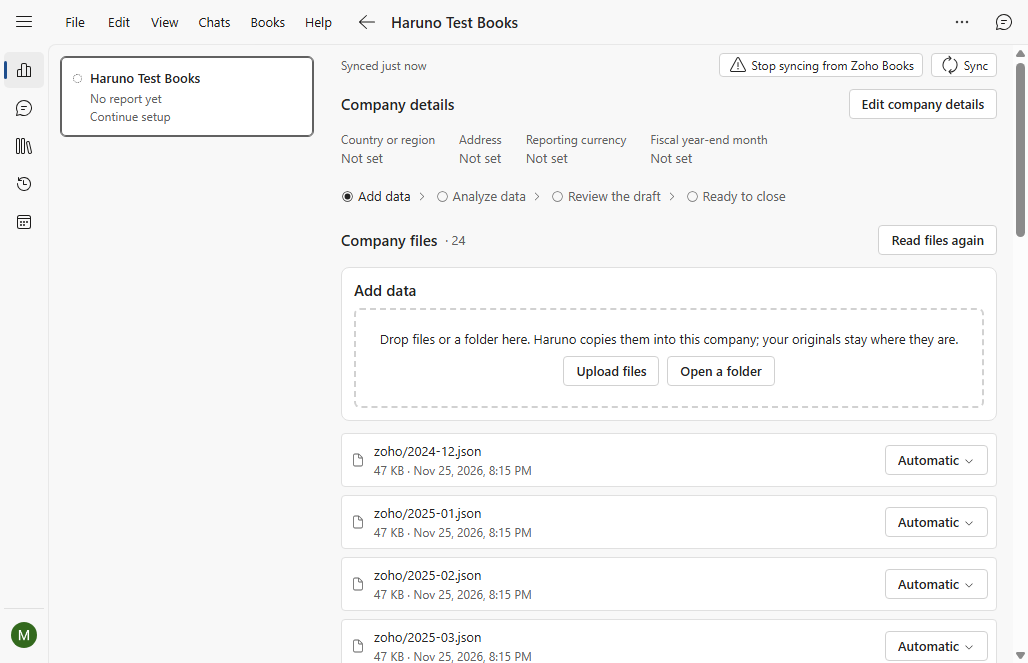 File Edit View Chats Books Help Haruno Test Books
Haruno Test Books
No report yet
Continue setup
Synced just now
Stop syncing from Zoho Books
Sync
Company details
Edit company details
Country or region Address Reporting currency Fiscal year-end month
Not set Not set Not set Not set
Add data Analyze data Review the draft Ready to close
Company files · 24
Read files again
Add data
Drop files or a folder here. Haruno copies them into this company; your originals stay where they are.
Upload files Open a folder
zoho/2024-12.json
47 KB · Nov 25, 2026, 8:15 PM
Automatic
zoho/2025-01.json
47 KB · Nov 25, 2026, 8:15 PM
Automatic
zoho/2025-02.json
47 KB · Nov 25, 2026, 8:15 PM
Automatic
zoho/2025-03.json
47 KB · Nov 25, 2026, 8:15 PM
Automatic
M